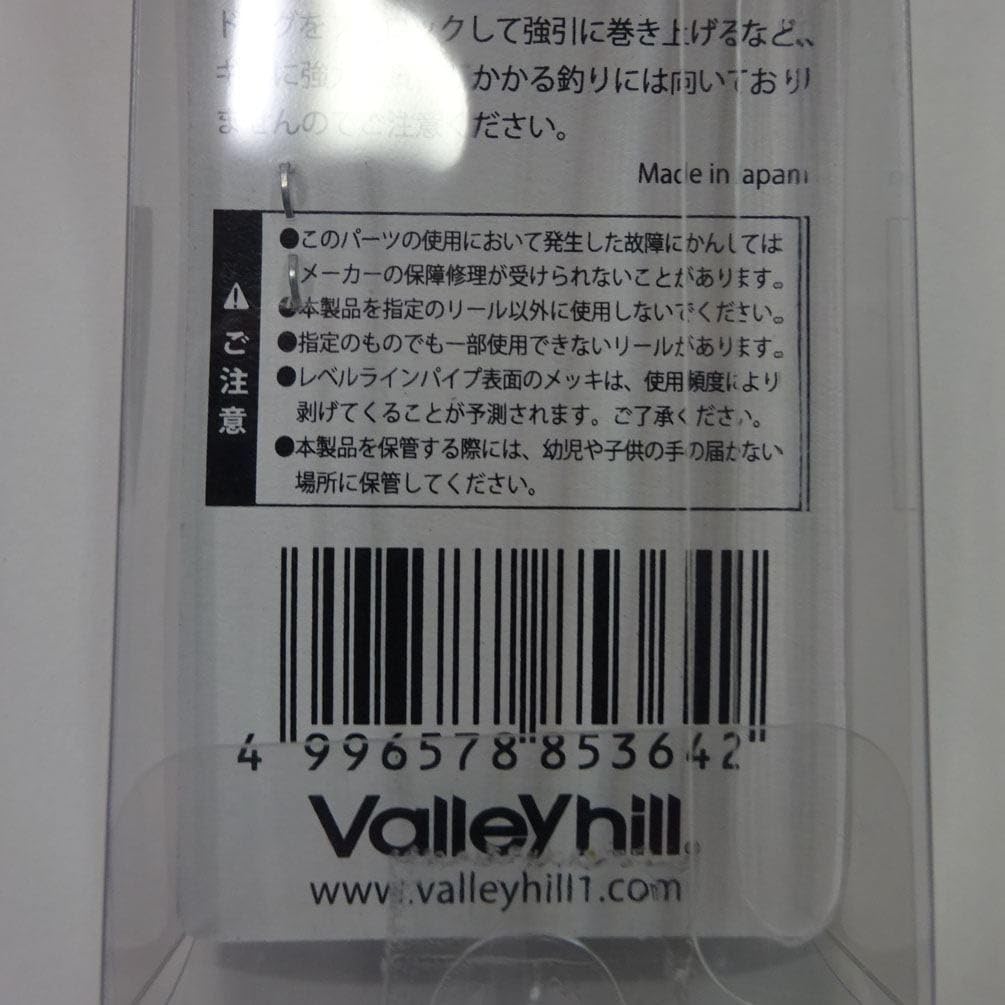 ックして強引に巻き上げるなど、
かかる釣りには向いており
ませんのでご注意ください。
Made in Japan
⚠ご注意
●このパーツの使用において発生した故障にかんしては
メーカーの保障修理が受けられないことがあります。
●本製品を指定のリール以外に使用しないでください。
●指定のものでも一部使用できないリールがあります。
●レベルラインパイプ表面のメッキは、使用頻度により
剥げてくることが予測されます。ご了承ください。
●本製品を保管する際には、幼児や子供の手の届かない
場所に保管してください。
4 996578 853642
ValleyHill
www.valleyhill1.com